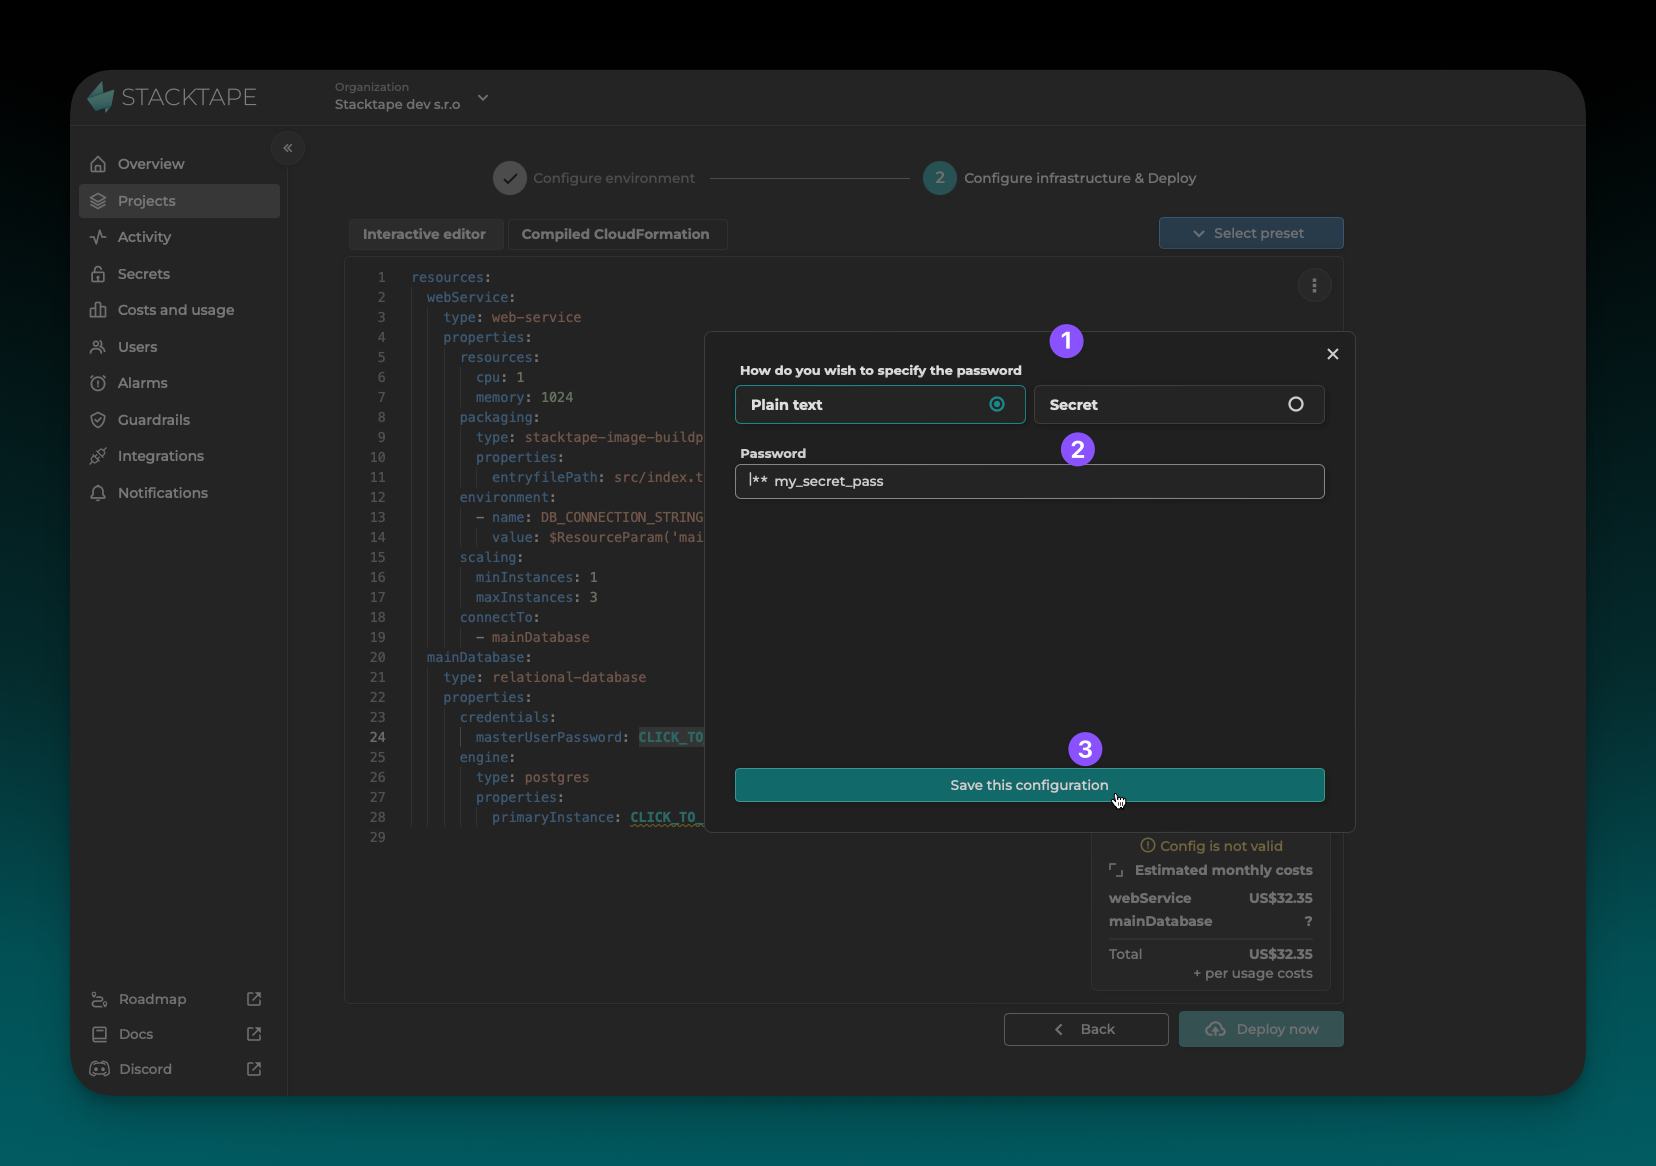 STACKTAPE
Organization
Stacktape dev s.r.o
Overview
Projects
Activity
Secrets
Costs and usage
Users
Alarms
Guardrails
Integrations
Notifications
Roadmap
Docs
Discord
Configure environment
2 Configure infrastructure & Deploy
Interactive editor
Compiled CloudFormation
Select preset
1 resources:
2 webService:
3 type: web-service
4 properties:
5 resources:
6 cpu: 1
7 memory: 1024
8 packaging:
9 type: stacktape-image-buildp
10 properties:
11 entryfilePath: src/index.t
12 environment:
13 - name: DB_CONNECTION_STRING
14 value: $ResourceParam('mai
15 scaling:
16 minInstances: 1
17 maxInstances: 3
18 connectTo:
19 - mainDatabase
20 mainDatabase:
21 type: relational-database
22 properties:
23 credentials:
24 masterUserPassword: CLICK_TO
25 engine:
26 type: postgres
27 properties:
28 primaryInstance: CLICK_TO_
29
1
How do you wish to specify the password
Plain text
Secret
2
Password
** my_secret_pass
3
Save this configuration
Config is not valid
Estimated monthly costs
webService US$32.35
mainDatabase ?
Total US$32.35
+ per usage costs
Back
Deploy now